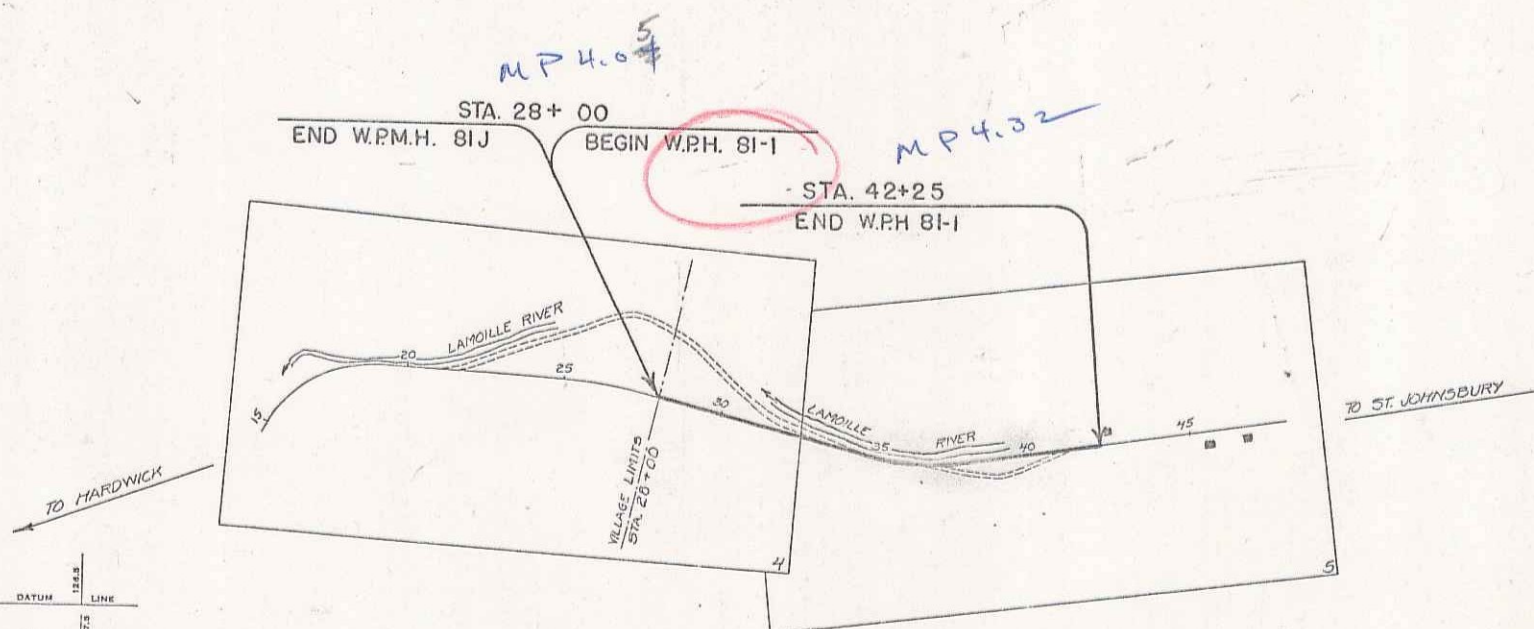 MP 4.05
STA. 28+ 00
END W.P.M.H. 81J
BEGIN W.P.H. 81-1
MP 4.32
STA. 42+25
END W.P.H 81-1
LAMOILLE RIVER
15
20
25
30
LAMOILLE RIVER
35
40
45
TO ST. JOHNSBURY
TO HARDWICK
VILLAGE LIMITS
STA. 28+00
4
5
DATUM LINE
124.5